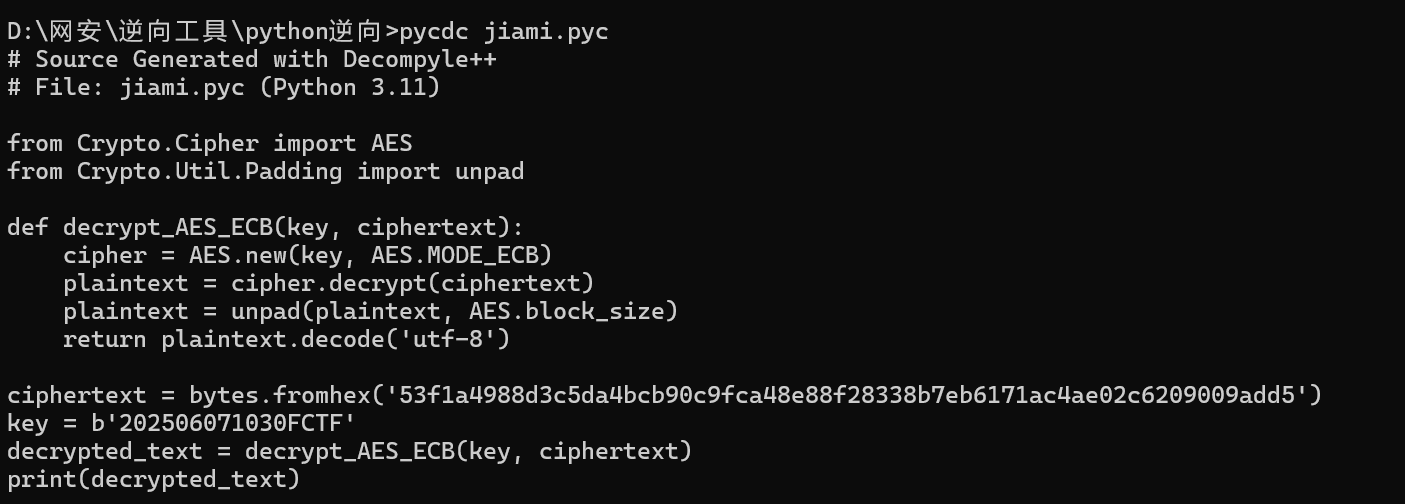 D:\网安\逆向工具\python逆向>pycdc jiami.pyc
# Source Generated with Decompyle++
# File: jiami.pyc (Python 3.11)
from Crypto.Cipher import AES
from Crypto.Util.Padding import unpad
def decrypt_AES_ECB(key, ciphertext):
    cipher = AES.new(key, AES.MODE_ECB)
    plaintext = cipher.decrypt(ciphertext)
    plaintext = unpad(plaintext, AES.block_size)
    return plaintext.decode('utf-8')
ciphertext = bytes.fromhex('53f1a4988d3c5da4bcb90c9fca48e88f28338b7eb6171ac4ae02c6209009add5')
key = b'202506071030FCTF'
decrypted_text = decrypt_AES_ECB(key, ciphertext)
print(decrypted_text)